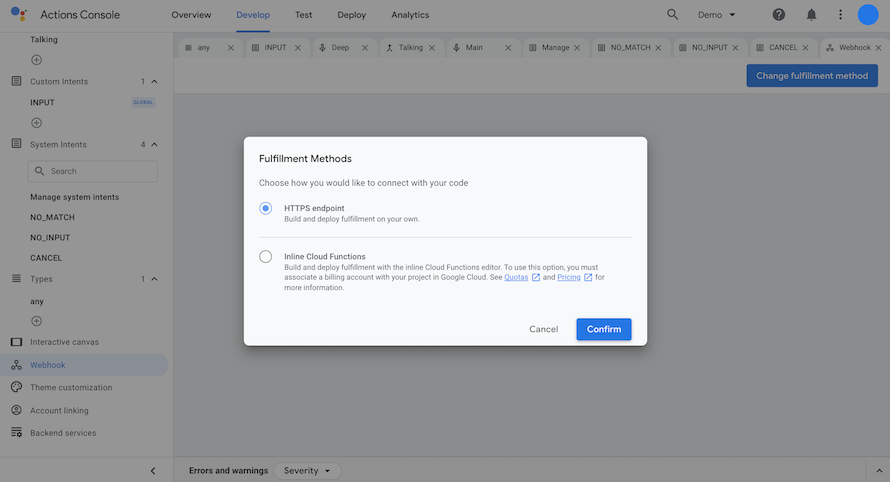 Actions Console
Overview
Develop
Test
Deploy
Analytics
Demo
Talking
Custom Intents 1
INPUT GLOBAL
System Intents 4
Search
Manage system intents
NO_MATCH
NO_INPUT
CANCEL
Types 1
any
Interactive canvas
Webhook
Theme customization
Account linking
Backend services
any
INPUT
Deep
Talking
Main
Manage
NO_MATCH
NO_INPUT
CANCEL
Webhook
Change fulfillment method
Fulfillment Methods
Choose how you would like to connect with your code
HTTPS endpoint
Build and deploy fulfillment on your own.
Inline Cloud Functions
Build and deploy fulfillment with the inline Cloud Functions editor. To use this option, you must
associate a billing account with your project in Google Cloud. See Quotas and Pricing for
more information.
Cancel
Confirm
Errors and warnings
Severity